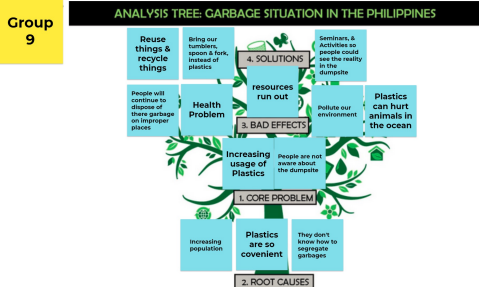 Group
9
ANALYSIS TREE: GARBAGE SITUATION IN THE PHILIPPINES
Reuse
things &
recycle
things
Bring our
tumblers,
spoon & fork,
instead of
plastics
4. SOLUTIONS
Seminars, &
Activities so
people could
see the reality
in the
dumpsite
People will
continue to
dispose of
there garbage
on improper
places
Health
Problem
resources
run out
Pollute our
environment
Plastics
can hurt
animals in
the ocean
3. BAD EFFECTS
Increasing
usage of
Plastics
People are not
aware about
the dumpsite
1. CORE PROBLEM
Increasing
population
Plastics
are so
covenient
They don't
know how to
segregate
garbages
2. ROOT CAUSES